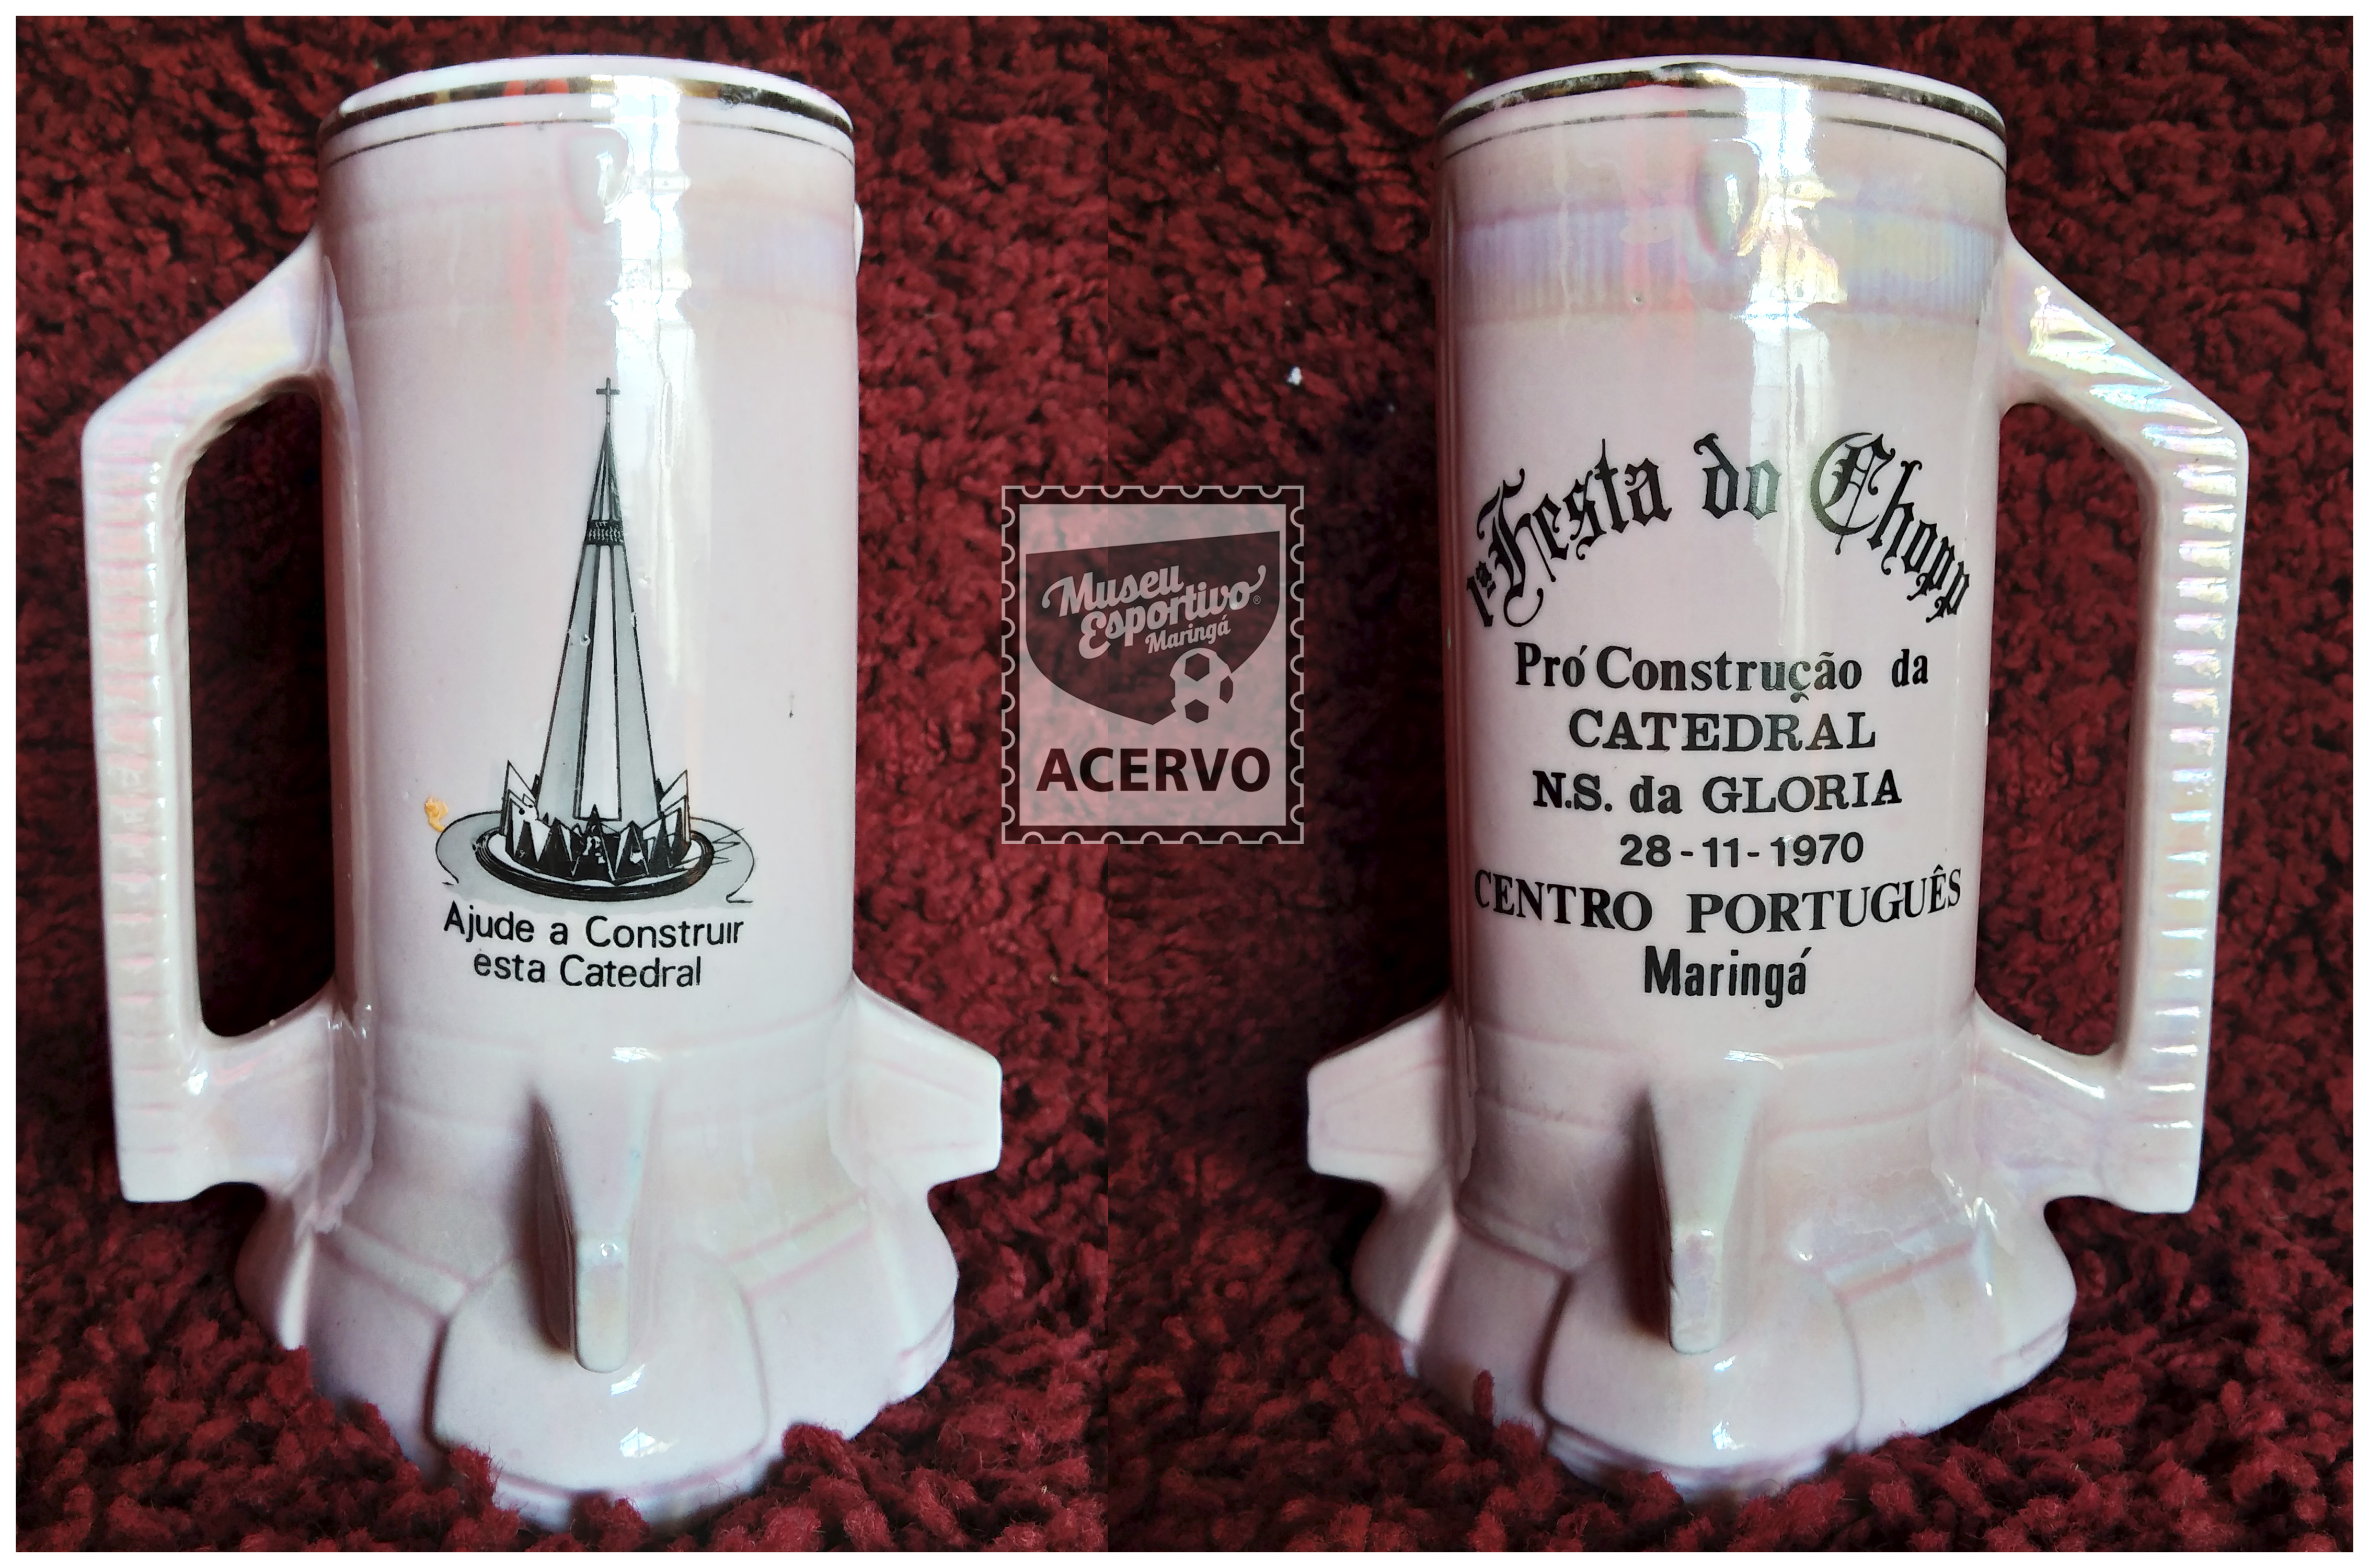 Ajude a Construir
esta Catedral
Museu
Esportivo®
Maringá
ACERVO
1ª Festa do Chopp
Pró Construção da
CATEDRAL
N.S. da GLORIA
28-11-1970
CENTRO PORTUGUÊS
Maringá